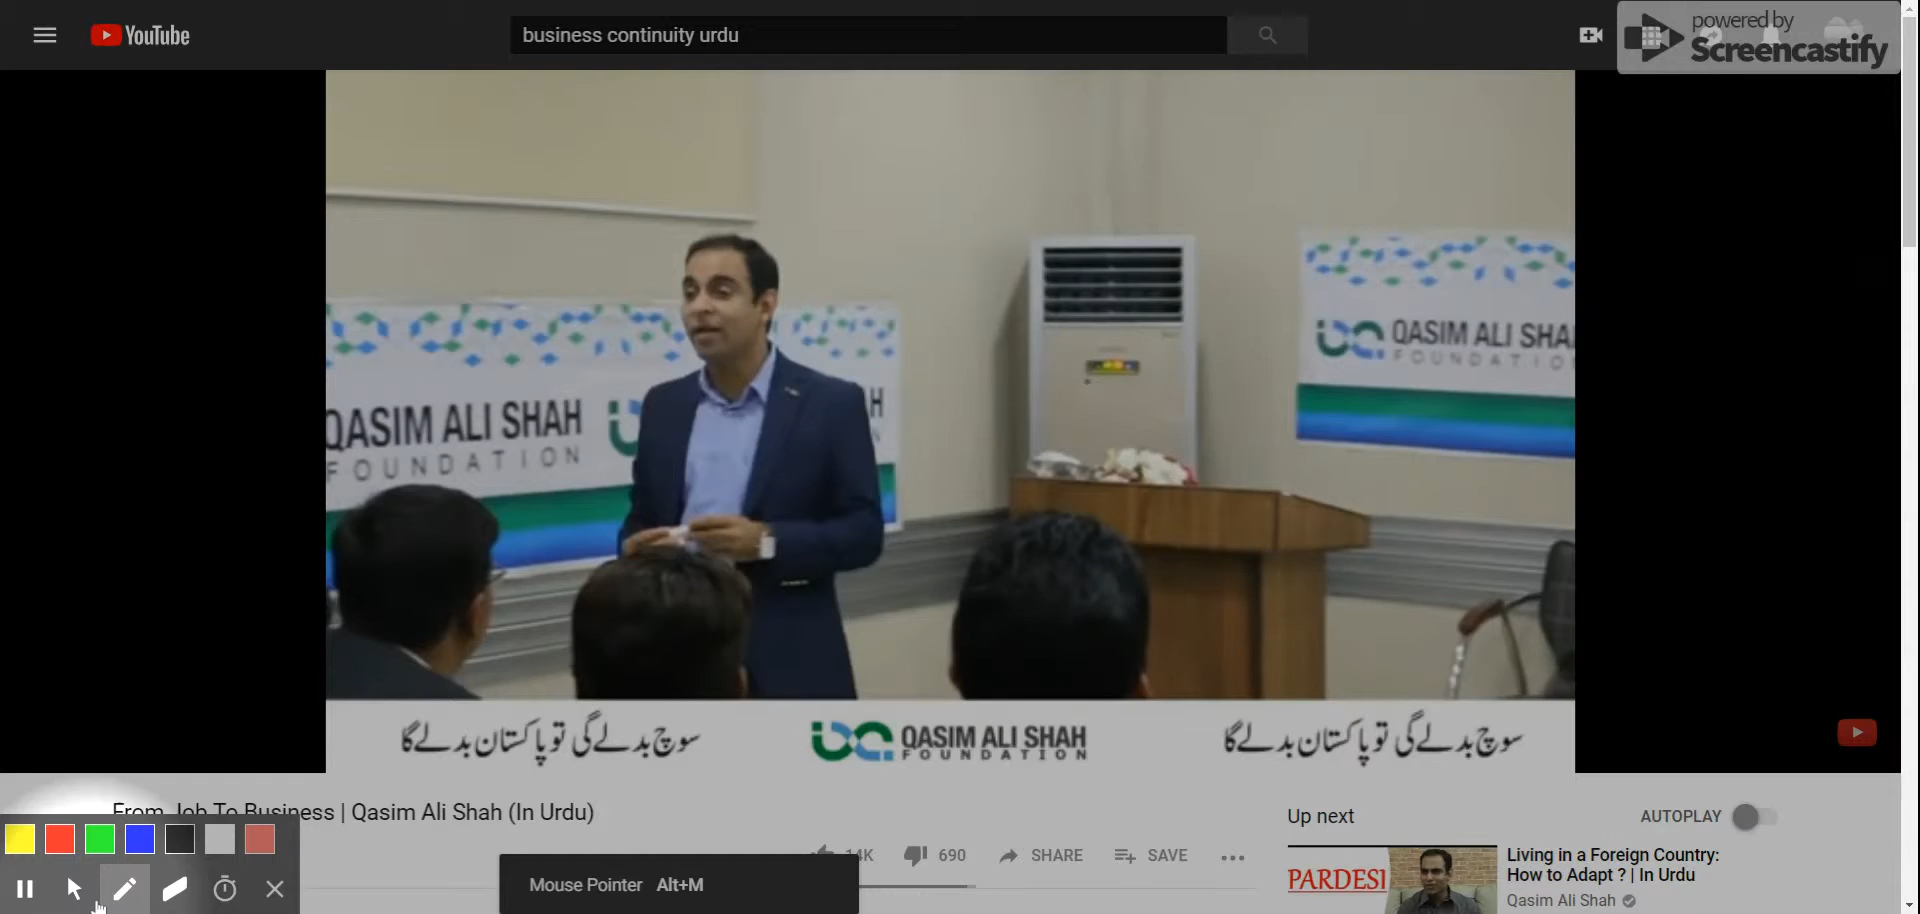 YouTube
business continuity urdu
powered by
Screencastify
QASIM ALI SHAH
FOUNDATION
QASIM ALI SHA
FOUNDATIO
سوچ بدلے گی تو پاکستان بدلے گا
QASIM ALI SHAH
FOUNDATION
سوچ بدلے گی تو پاکستان بدلے گا
From Job To Business | Qasim Ali Shah (In Urdu)
14K
690
SHARE
SAVE
Mouse Pointer Alt+M
Up next
AUTOPLAY
PARDESI
Living in a Foreign Country:
How to Adapt ? | In Urdu
Qasim Ali Shah